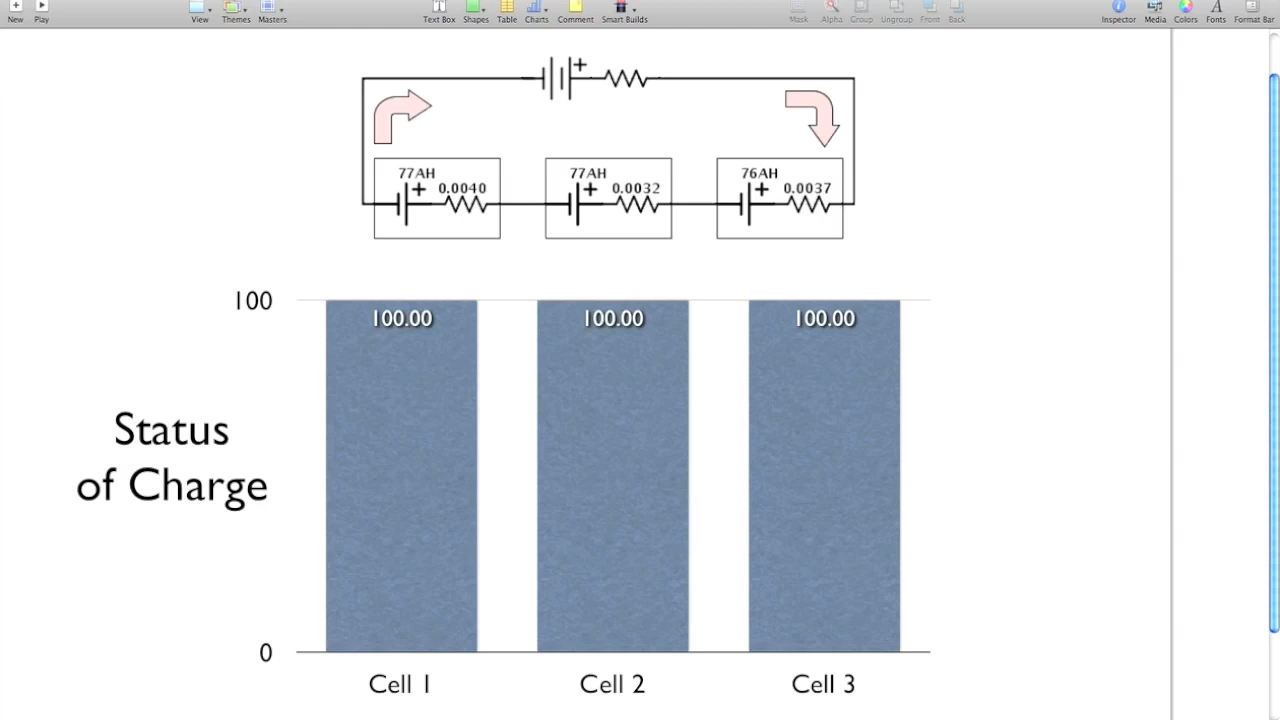 New Play View Themes Masters Text Box Shapes Table Charts Comment Smart Builds Mask Alpha Group Ungroup Front Back Inspector Media Colors Fonts Format Bar
+
77AH 77AH 76AH
+ 0.0040 + 0.0032 + 0.0037
100
100.00 100.00 100.00
Status
of Charge
0
Cell 1 Cell 2 Cell 3